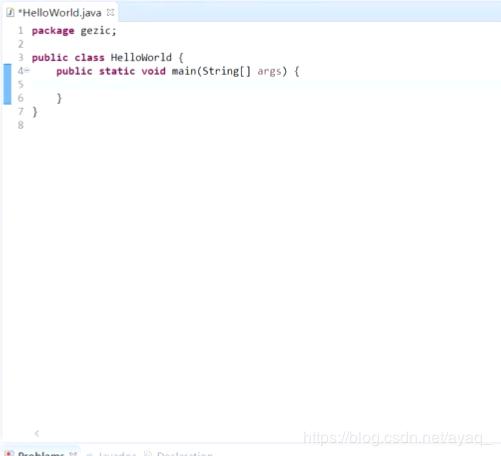 *HelloWorld.java
1 package gezic;
2
3 public class HelloWorld {
4 public static void main(String[] args) {
5
6 }
7 }
8
https://blog.csdn.net/ayaq__
Problems Javadoc Declaration